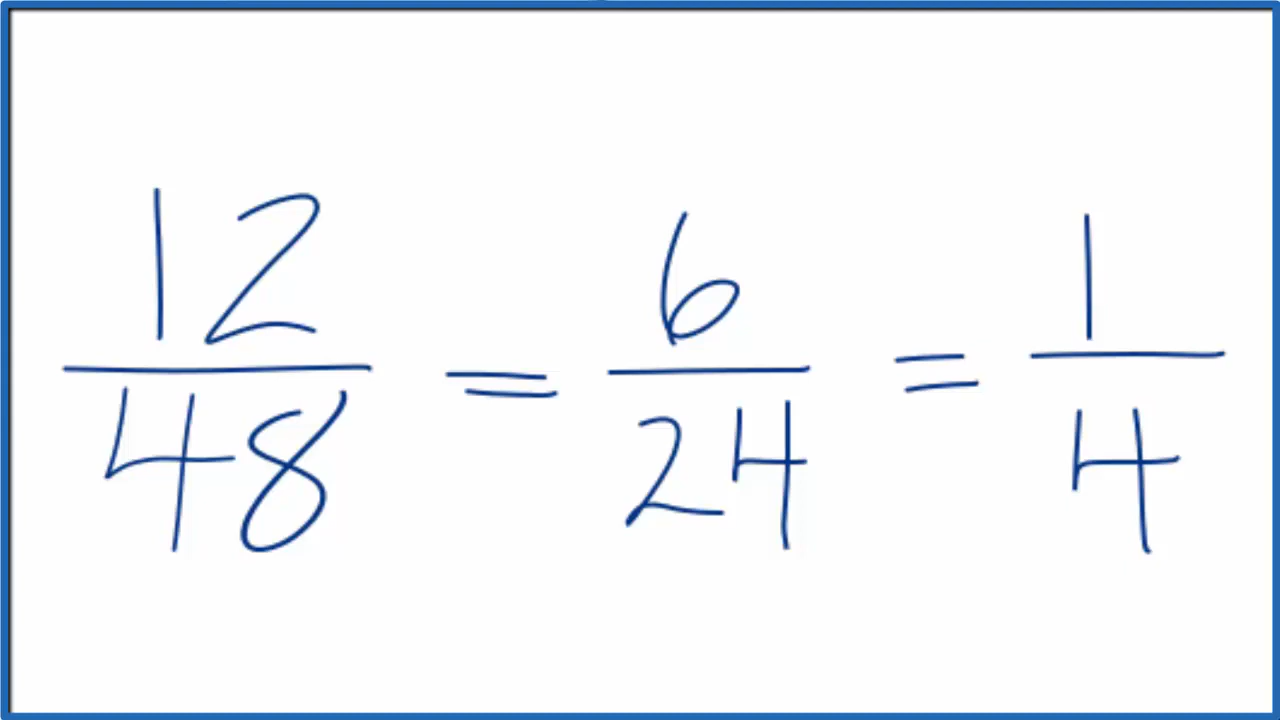 12/48 = 6/24 = 1/4